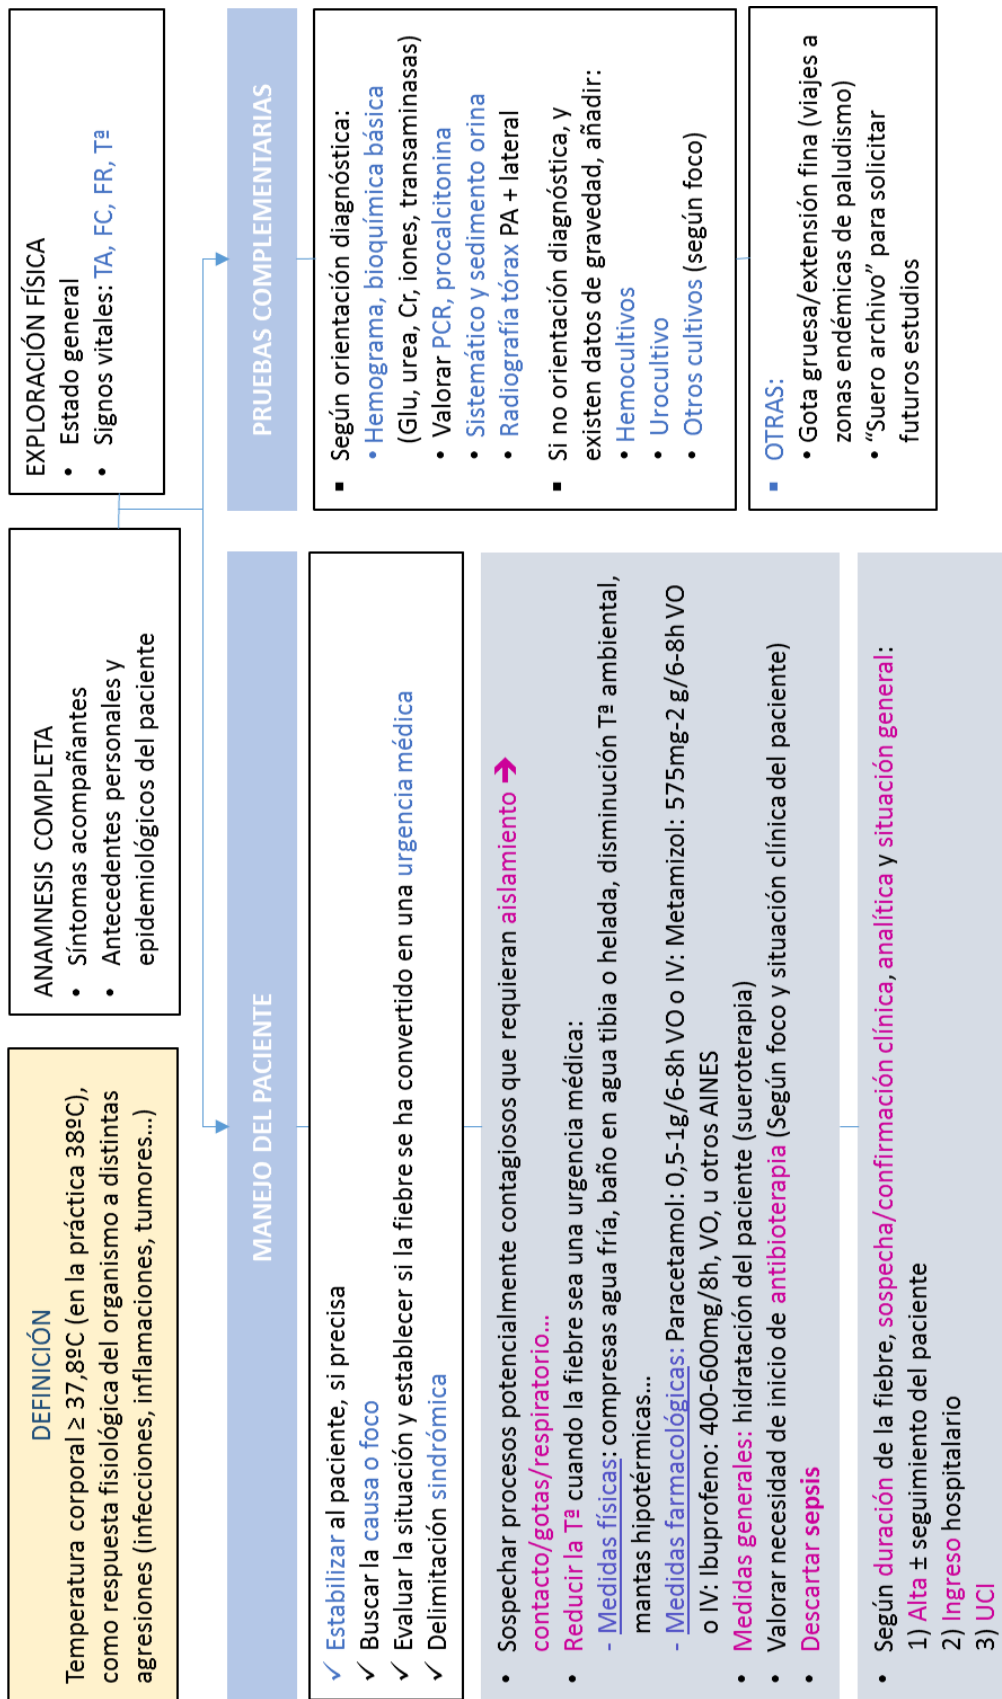 DEFINICIÓN
Temperatura corporal ≥ 37,8ºC (en la práctica 38ºC),
como respuesta fisiológica del organismo a distintas
agresiones (infecciones, inflamaciones, tumores...)
ANAMNESIS COMPLETA
• Síntomas acompañantes
• Antecedentes personales y
epidemiológicos del paciente
EXPLORACIÓN FÍSICA
• Estado general
• Signos vitales: TA, FC, FR, Tª
MANEJO DEL PACIENTE
✓ Estabilizar al paciente, si precisa
✓ Buscar la causa o foco
✓ Evaluar la situación y establecer si la fiebre se ha convertido en una urgencia médica
✓ Delimitación sindrómica
• Sospechar procesos potencialmente contagiosos que requieran aislamiento ➔
contacto/gotas/respiratorio...
• Reducir la Tª cuando la fiebre sea una urgencia médica:
- Medidas físicas: compresas agua fría, baño en agua tibia o helada, disminución Tª ambiental,
mantas hipotérmicas...
- Medidas farmacológicas: Paracetamol: 0,5-1g/6-8h VO o IV: Metamizol: 575mg-2 g/6-8h VO
o IV: Ibuprofeno: 400-600mg/8h, VO, u otros AINES
• Medidas generales: hidratación del paciente (sueroterapia)
• Valorar necesidad de inicio de antibioterapia (Según foco y situación clínica del paciente)
• Descartar sepsis
• Según duración de la fiebre, sospecha/confirmación clínica, analítica y situación general:
1) Alta ± seguimiento del paciente
2) Ingreso hospitalario
3) UCI
PRUEBAS COMPLEMENTARIAS
▪ Según orientación diagnóstica:
• Hemograma, bioquímica básica
(Glu, urea, Cr, iones, transaminasas)
• Valorar PCR, procalcitonina
• Sistemático y sedimento orina
• Radiografía tórax PA + lateral
▪ Si no orientación diagnóstica, y
existen datos de gravedad, añadir:
• Hemocultivos
• Urocultivo
• Otros cultivos (según foco)
▪ OTRAS:
• Gota gruesa/extensión fina (viajes a
zonas endémicas de paludismo)
• “Suero archivo” para solicitar
futuros estudios